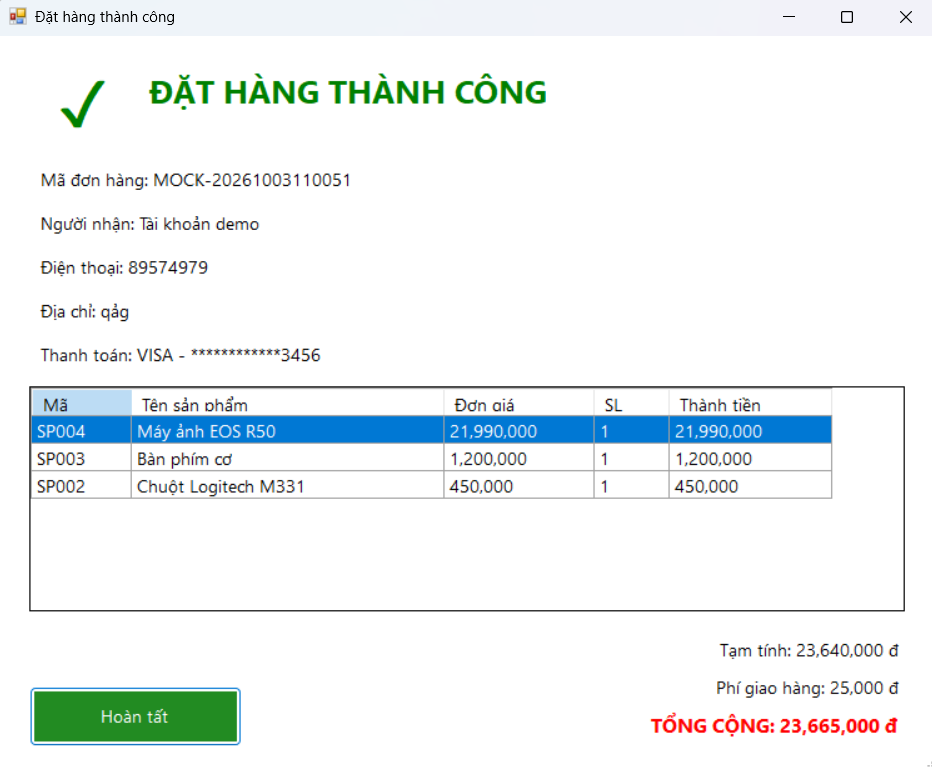 Đặt hàng thành công
✓ ĐẶT HÀNG THÀNH CÔNG
Mã đơn hàng: MOCK-20261003110051
Người nhận: Tài khoản demo
Điện thoại: 89574979
Địa chỉ: qảg
Thanh toán: VISA - ************3456
Mã Tên sản phẩm Đơn giá SL Thành tiền
SP004 Máy ảnh EOS R50 21,990,000 1 21,990,000
SP003 Bàn phím cơ 1,200,000 1 1,200,000
SP002 Chuột Logitech M331 450,000 1 450,000
Tạm tính: 23,640,000 đ
Phí giao hàng: 25,000 đ
Hoàn tất
TỔNG CỘNG: 23,665,000 đ